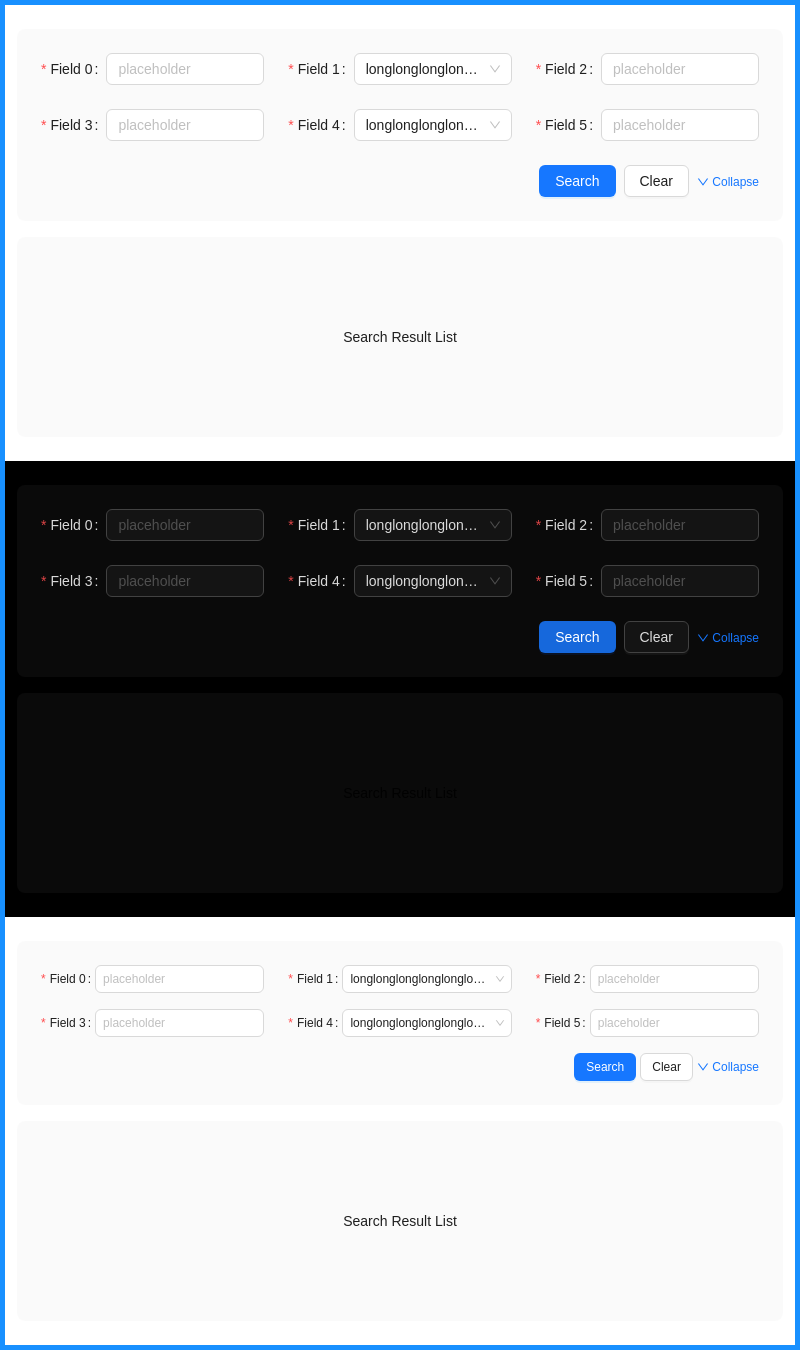 * Field 0 : placeholder * Field 1 : longlonglonglon… * Field 2 : placeholder
* Field 3 : placeholder * Field 4 : longlonglonglon… * Field 5 : placeholder
Search Clear Collapse
Search Result List
* Field 0 : placeholder * Field 1 : longlonglonglon… * Field 2 : placeholder
* Field 3 : placeholder * Field 4 : longlonglonglon… * Field 5 : placeholder
Search Clear Collapse
Search Result List
* Field 0 : placeholder * Field 1 : longlonglonglonglonglo… * Field 2 : placeholder
* Field 3 : placeholder * Field 4 : longlonglonglonglonglo… * Field 5 : placeholder
Search Clear Collapse
Search Result List